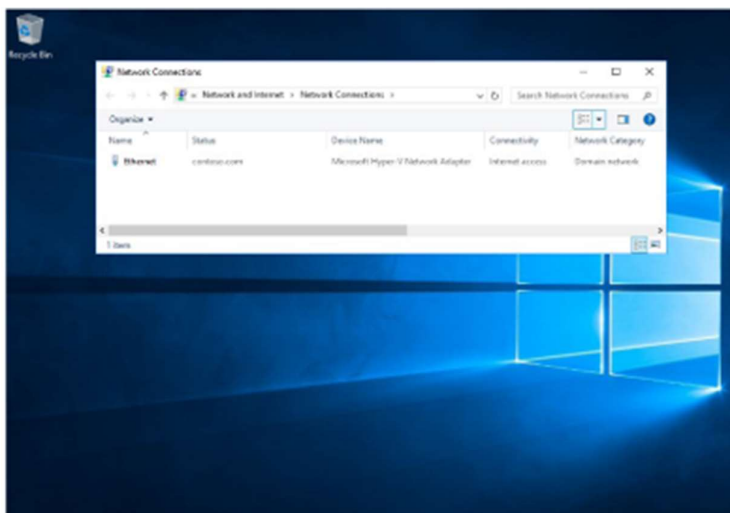 Recycle Bin
Network Connections
Network and Internet > Network Connections >
Search Network Connections
Organize
Name Status Device Name Connectivity Network Category
Ethernet contoso.com Microsoft Hyper-V Network Adapter Internet access Domain network
1 item